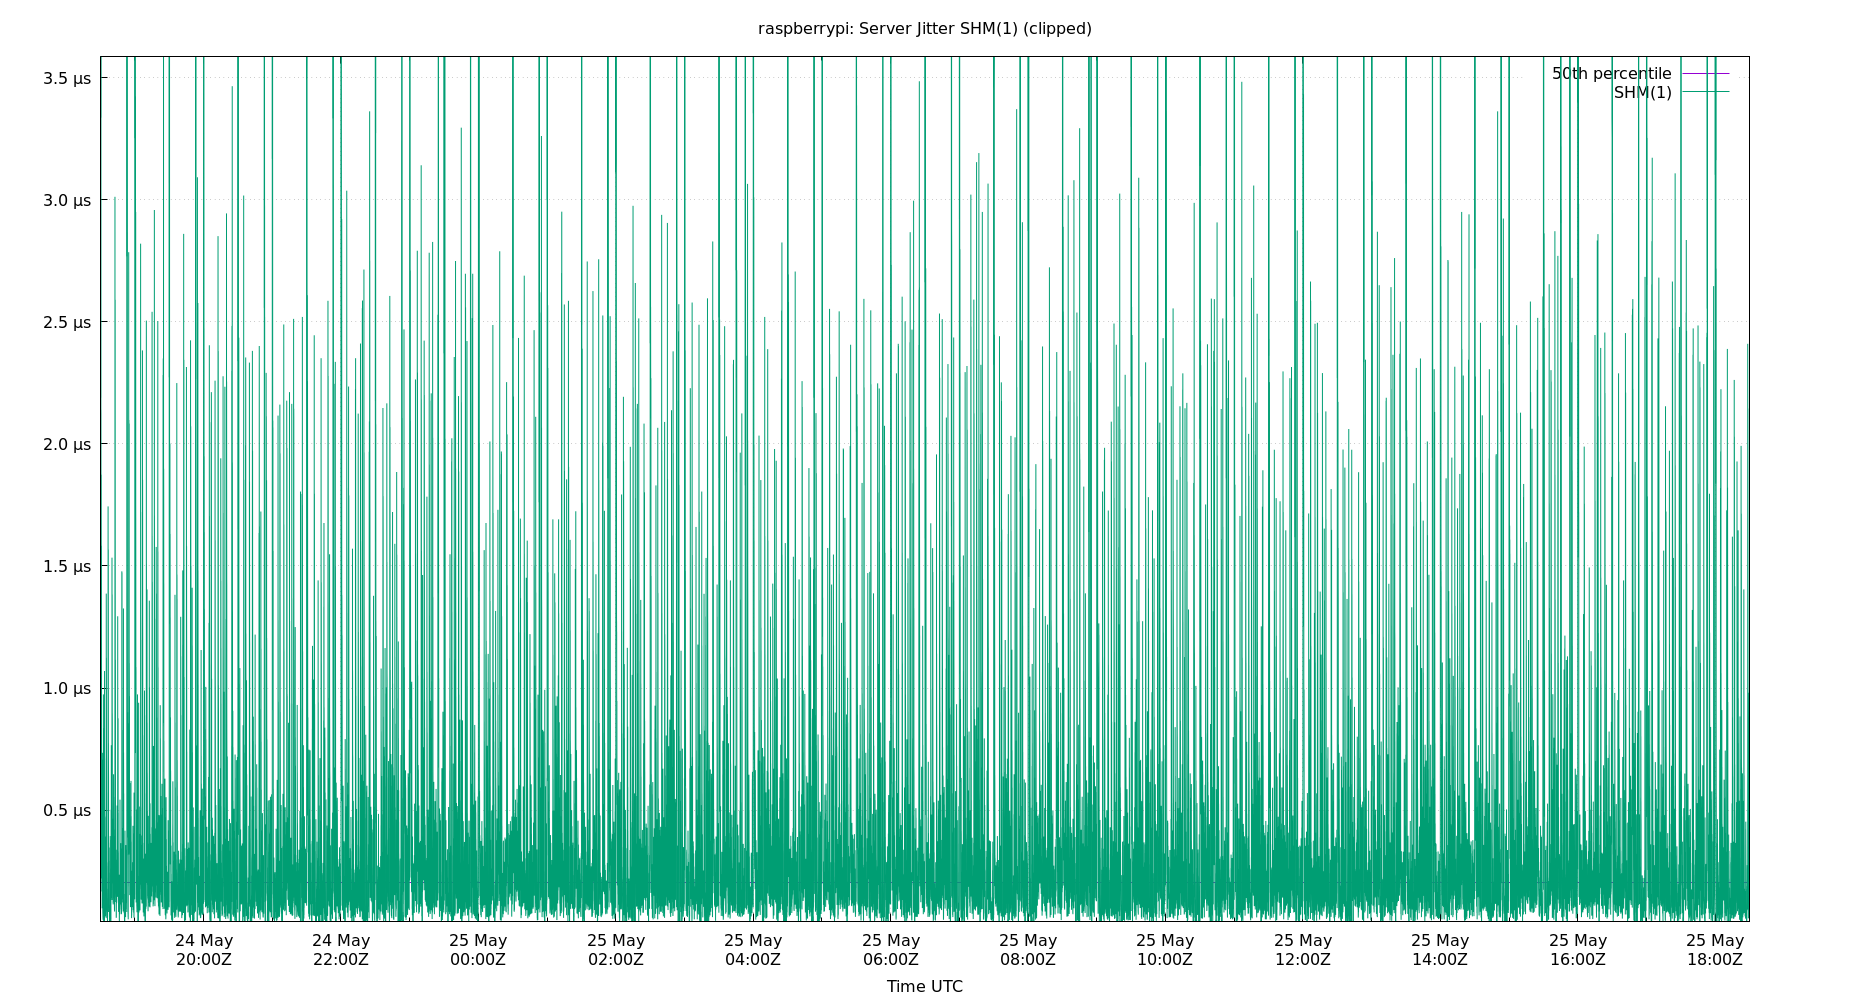 raspberrypi: Server Jitter SHM(1) (clipped)
3.5 µs
3.0 µs
2.5 µs
2.0 µs
1.5 µs
1.0 µs
0.5 µs
50th percentile
SHM(1)
24 May 24 May 25 May 25 May 25 May 25 May 25 May 25 May 25 May 25 May 25 May 25 May
20:00Z 22:00Z 00:00Z 02:00Z 04:00Z 06:00Z 08:00Z 10:00Z 12:00Z 14:00Z 16:00Z 18:00Z
Time UTC